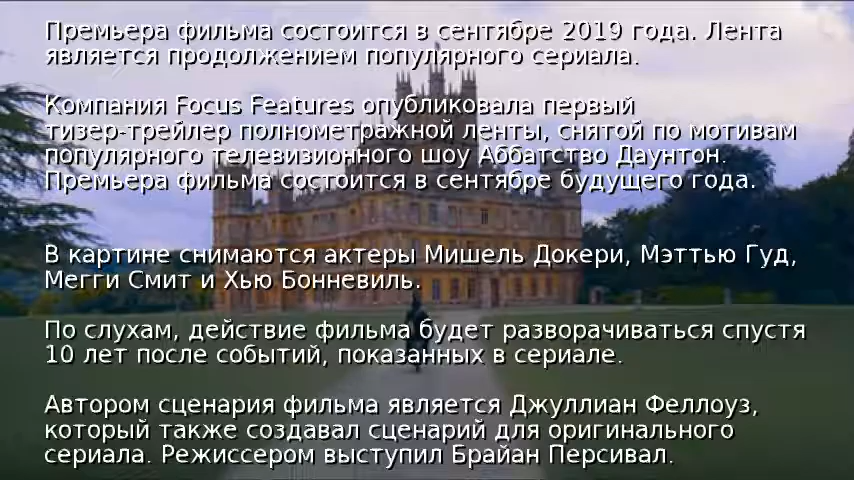 Премьера фильма состоится в сентябре 2019 года. Лента
является продолжением популярного сериала.
Компания Focus Features опубликовала первый
тизер-трейлер полнометражной ленты, снятой по мотивам
популярного телевизионного шоу Аббатство Даунтон.
Премьера фильма состоится в сентябре будущего года.
В картине снимаются актеры Мишель Докери, Мэттью Гуд,
Мегги Смит и Хью Бонневиль.
По слухам, действие фильма будет разворачиваться спустя
10 лет после событий, показанных в сериале.
Автором сценария фильма является Джуллиан Феллоуз,
который также создавал сценарий для оригинального
сериала. Режиссером выступил Брайан Персивал.